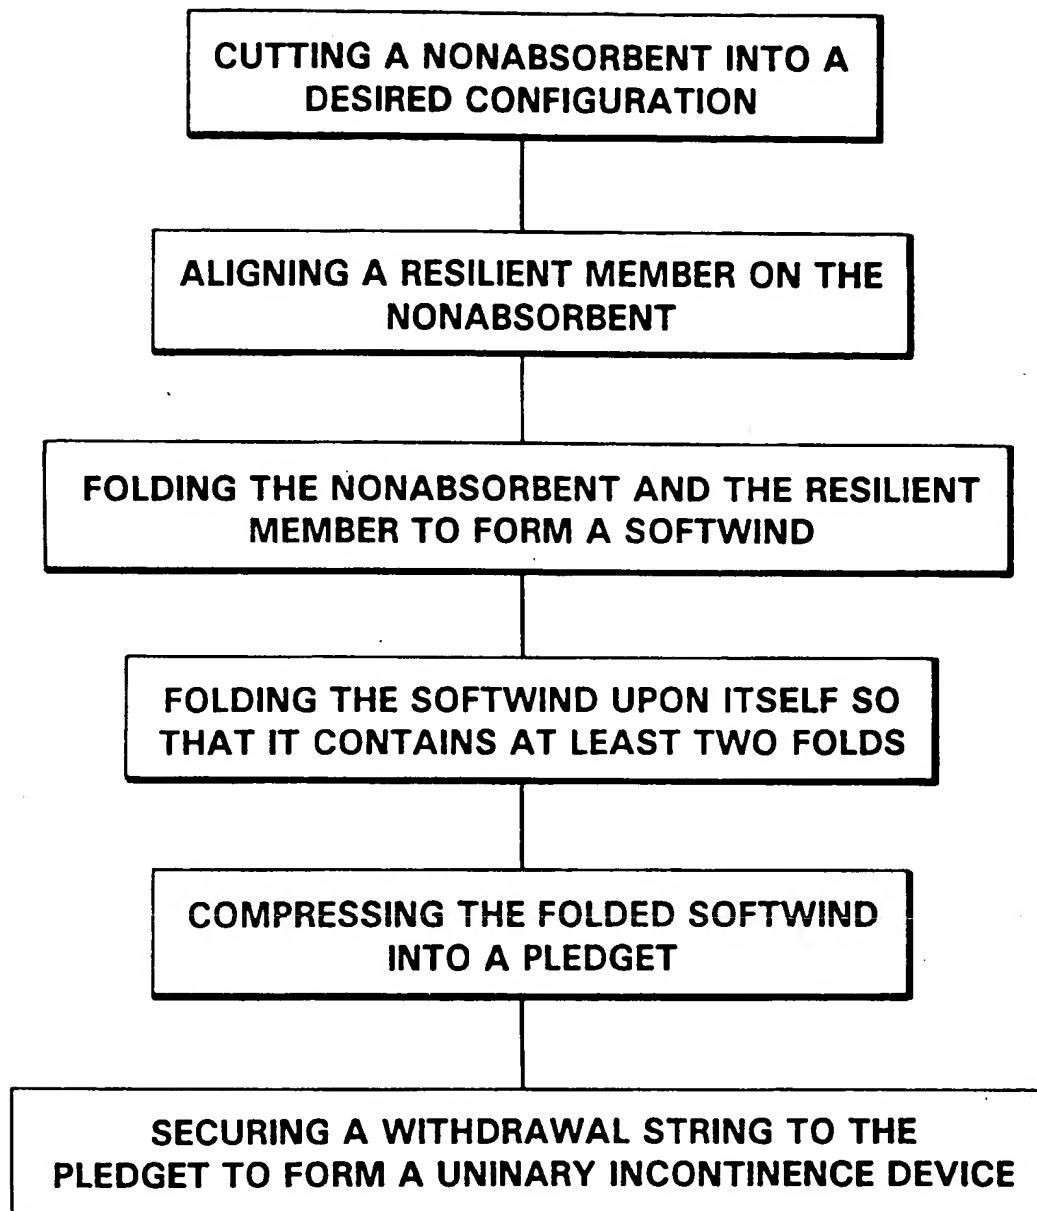 CUTTING A NONABSORBENT INTO A
DESIRED CONFIGURATION
ALIGNING A RESILIENT MEMBER ON THE
NONABSORBENT
FOLDING THE NONABSORBENT AND THE RESILIENT
MEMBER TO FORM A SOFTWIND
FOLDING THE SOFTWIND UPON ITSELF SO
THAT IT CONTAINS AT LEAST TWO FOLDS
COMPRESSING THE FOLDED SOFTWIND
INTO A PLEDGET
SECURING A WITHDRAWAL STRING TO THE
PLEDGET TO FORM A UNINARY INCONTINENCE DEVICE